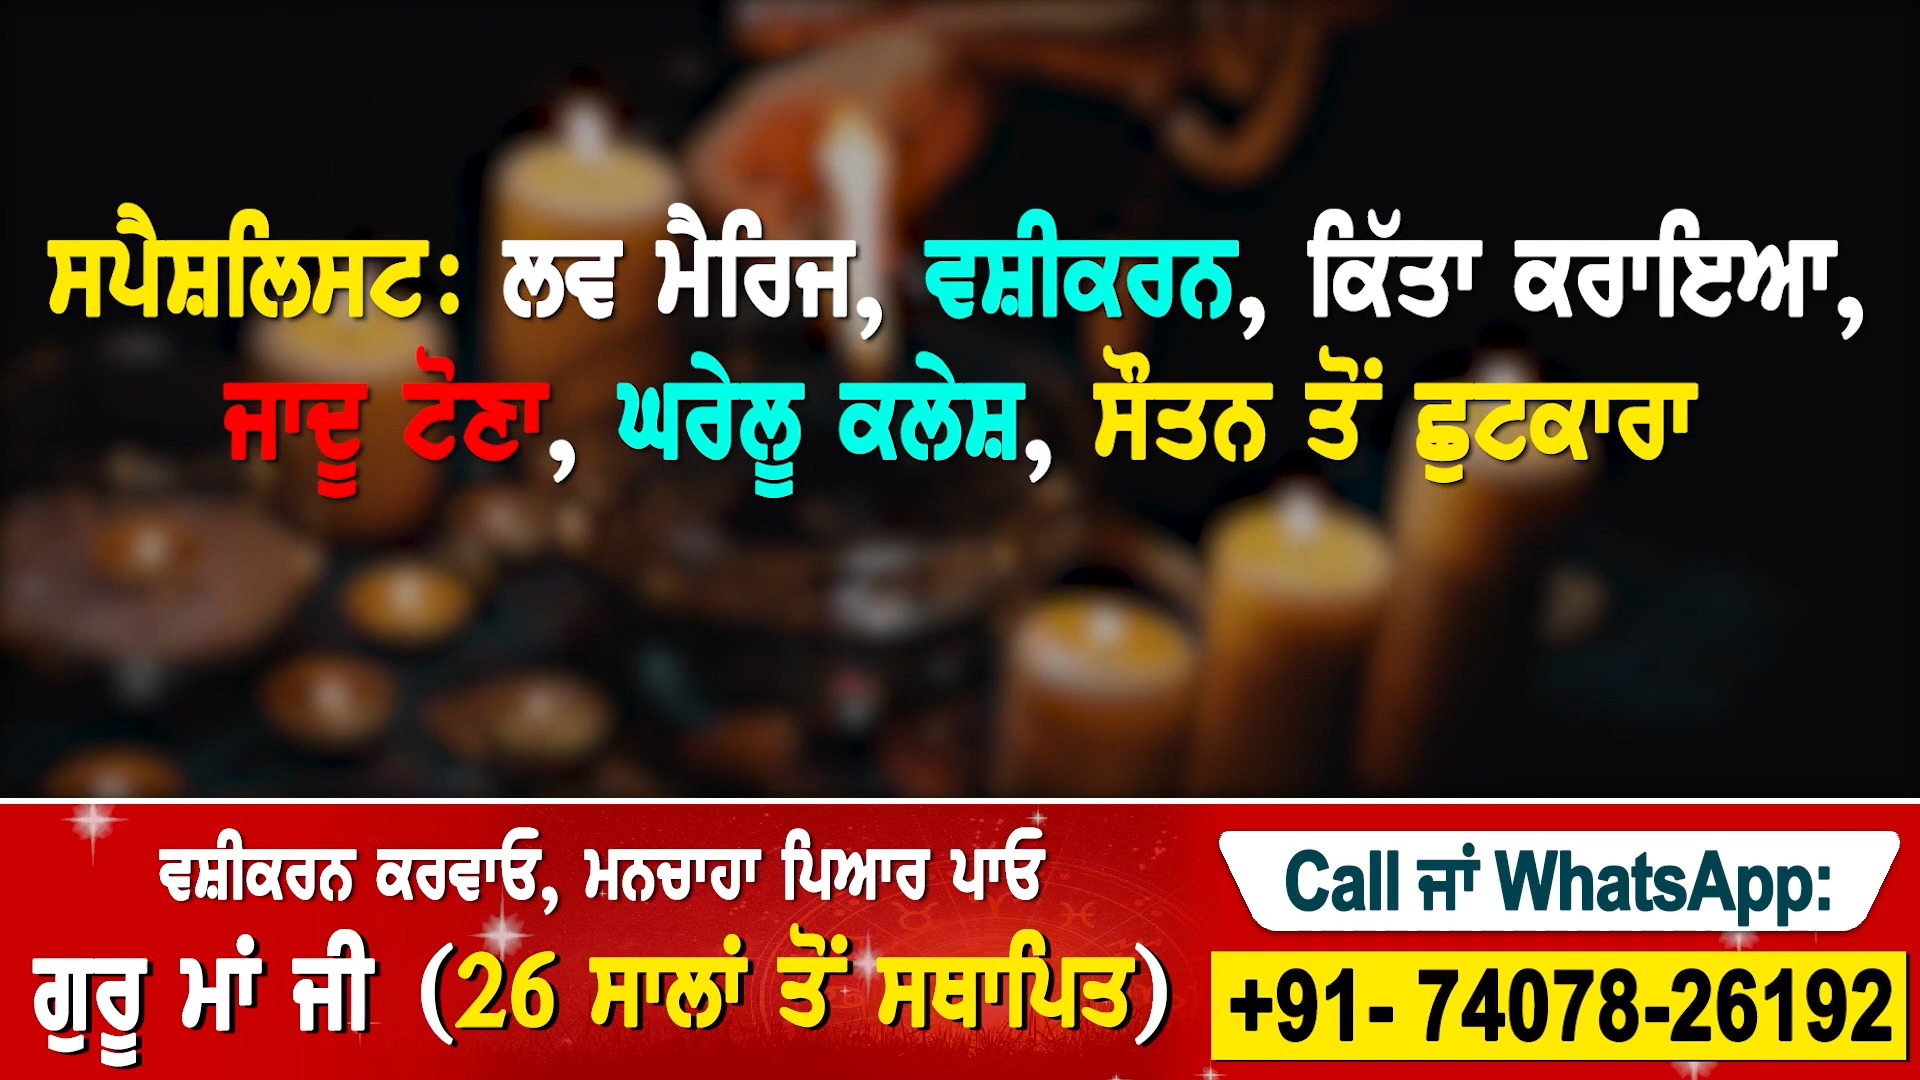 ਸਪੈਸ਼ਲਿਸਟ: ਲਵ ਮੈਰਿਜ, ਵਸ਼ੀਕਰਨ, ਕਿੱਤਾ ਕਰਾਇਆ,
ਜਾਦੂ ਟੋਣਾ, ਘਰੇਲੂ ਕਲੇਸ਼, ਸੌਤਨ ਤੋਂ ਛੁਟਕਾਰਾ
ਵਸ਼ੀਕਰਨ ਕਰਵਾਓ, ਮਨਚਾਹਾ ਪਿਆਰ ਪਾਓ
ਗੁਰੂ ਮਾਂ ਜੀ (26 ਸਾਲਾਂ ਤੋਂ ਸਥਾਪਿਤ)
Call ਜਾਂ WhatsApp:
+91- 74078-26192